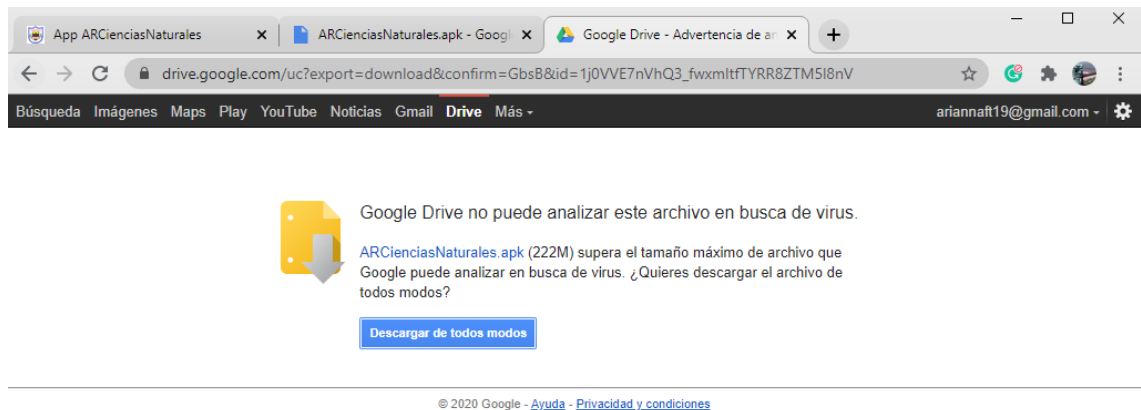 App ARCienciasNaturales
ARCienciasNaturales.apk - Googl
Google Drive - Advertencia de an
drive.google.com/uc?export=download&confirm=GbsB&id=1j0VVE7nVhQ3_fwxmItfTYRR8ZTM5I8nV
Búsqueda Imágenes Maps Play YouTube Noticias Gmail Drive Más
ariannaft19@gmail.com
Google Drive no puede analizar este archivo en busca de virus.
ARCienciasNaturales.apk (222M) supera el tamaño máximo de archivo que
Google puede analizar en busca de virus. ¿Quieres descargar el archivo de
todos modos?
Descargar de todos modos
© 2020 Google - Ayuda - Privacidad y condiciones